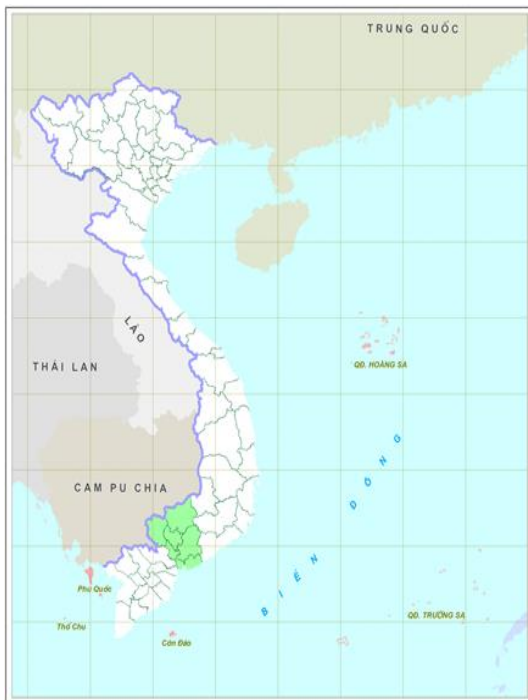 TRUNG QUỐC
LÀO
THÁI LAN
QĐ. HOÀNG SA
CAM PU CHIA
BIỂN ĐÔNG
Phú Quốc
QĐ. TRƯỜNG SA
Thổ Chu
Côn Đảo